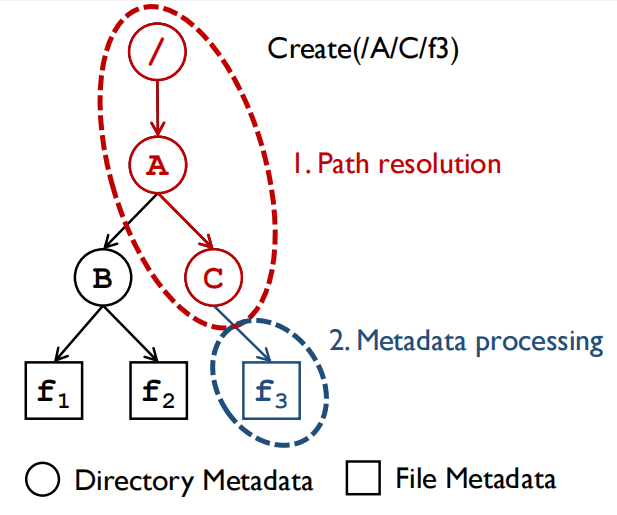 /
Create(/A/C/f3)
A
1. Path resolution
B
C
2. Metadata processing
f1
f2
f3
Directory Metadata
File Metadata